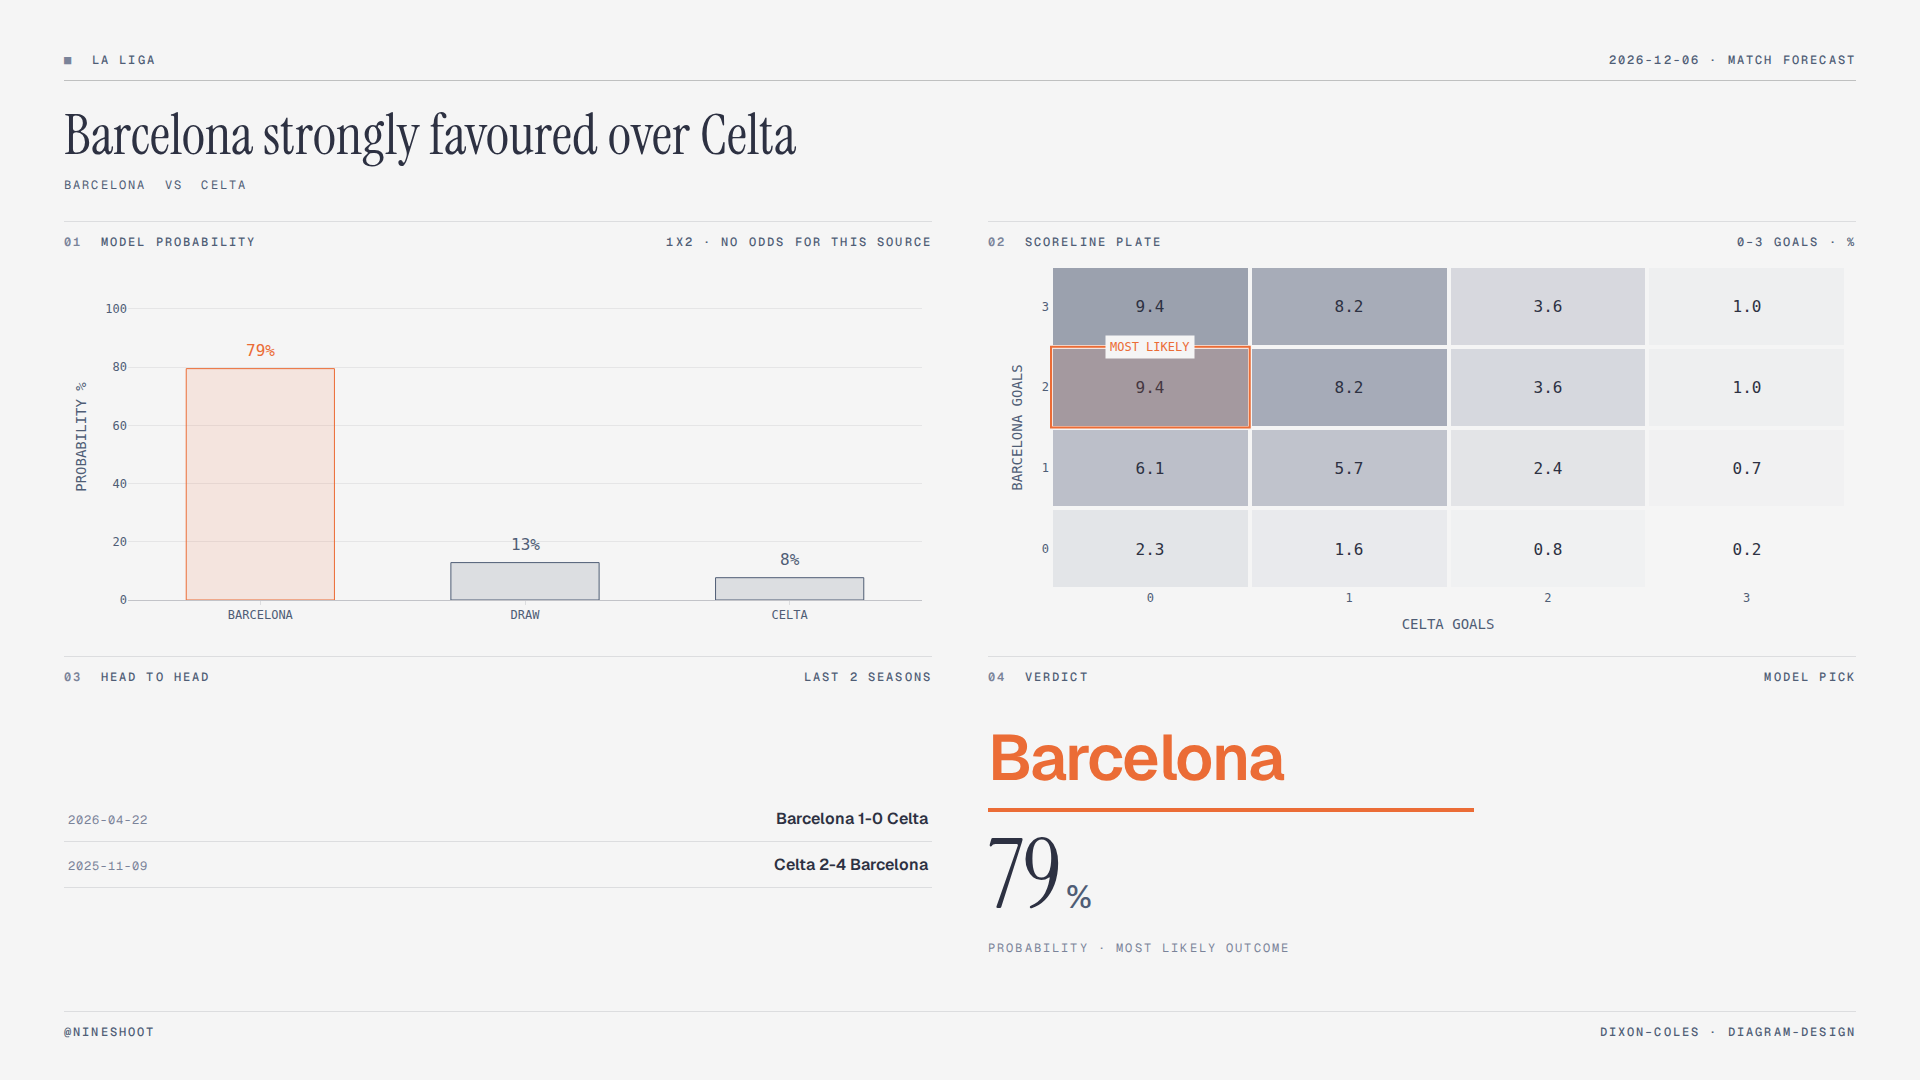 ■ LA LIGA
2026-12-06 · MATCH FORECAST
Barcelona strongly favoured over Celta
BARCELONA VS CELTA
01 MODEL PROBABILITY
1X2 · NO ODDS FOR THIS SOURCE
PROBABILITY %
100
80
60
40
20
0
79%
13%
8%
BARCELONA DRAW CELTA
02 SCORELINE PLATE
0–3 GOALS · %
BARCELONA GOALS
3 9.4 8.2 3.6 1.0
MOST LIKELY
2 9.4 8.2 3.6 1.0
1 6.1 5.7 2.4 0.7
0 2.3 1.6 0.8 0.2
0 1 2 3
CELTA GOALS
03 HEAD TO HEAD
LAST 2 SEASONS
2026-04-22 Barcelona 1-0 Celta
2025-11-09 Celta 2-4 Barcelona
04 VERDICT
MODEL PICK
Barcelona
79 %
PROBABILITY · MOST LIKELY OUTCOME
@NINESHOOT
DIXON-COLES · DIAGRAM-DESIGN